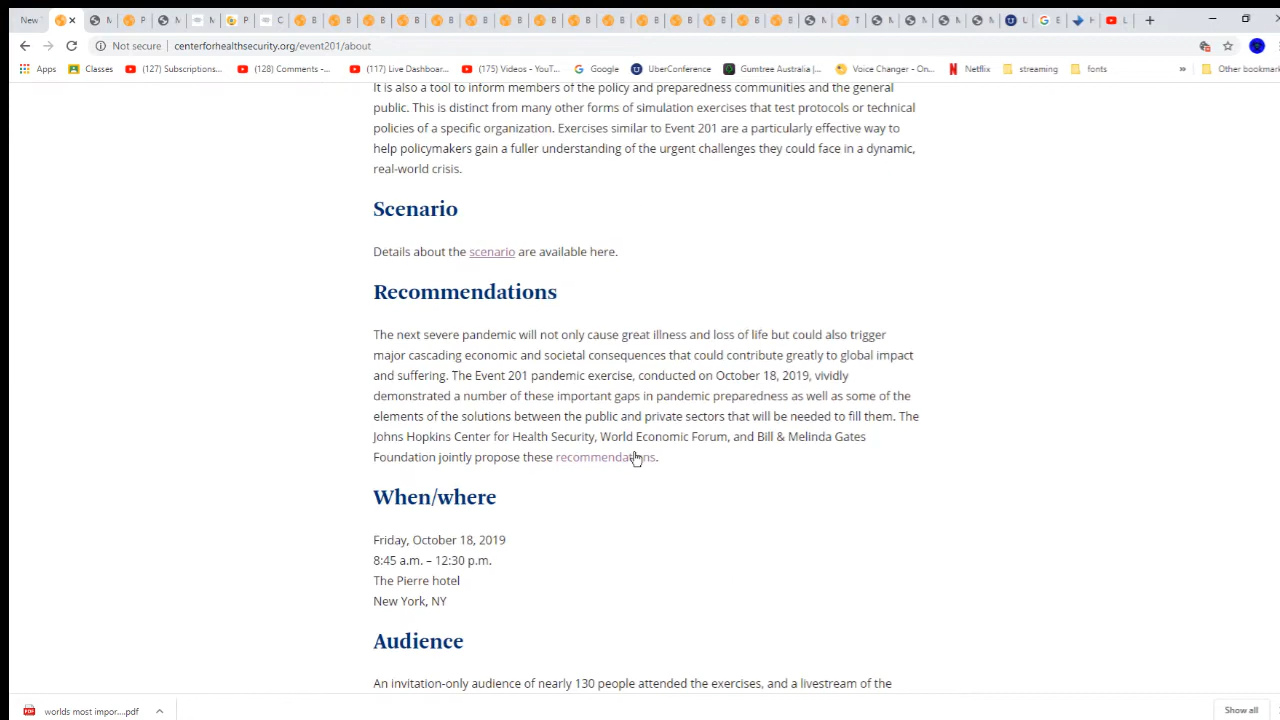 New
Not secure centerforhealthsecurity.org/event201/about
Apps Classes (127) Subscriptions... (128) Comments -... (117) Live Dashboar... (175) Videos - YouT... Google UberConference Gumtree Australia |... Voice Changer - On... Netflix streaming fonts » Other bookmark
It is also a tool to inform members of the policy and preparedness communities and the general
public. This is distinct from many other forms of simulation exercises that test protocols or technical
policies of a specific organization. Exercises similar to Event 201 are a particularly effective way to
help policymakers gain a fuller understanding of the urgent challenges they could face in a dynamic,
real-world crisis.
Scenario
Details about the scenario are available here.
Recommendations
The next severe pandemic will not only cause great illness and loss of life but could also trigger
major cascading economic and societal consequences that could contribute greatly to global impact
and suffering. The Event 201 pandemic exercise, conducted on October 18, 2019, vividly
demonstrated a number of these important gaps in pandemic preparedness as well as some of the
elements of the solutions between the public and private sectors that will be needed to fill them. The
Johns Hopkins Center for Health Security, World Economic Forum, and Bill & Melinda Gates
Foundation jointly propose these recommendations.
When/where
Friday, October 18, 2019
8:45 a.m. – 12:30 p.m.
The Pierre hotel
New York, NY
Audience
An invitation-only audience of nearly 130 people attended the exercises, and a livestream of the
worlds most impor....pdf
Show all